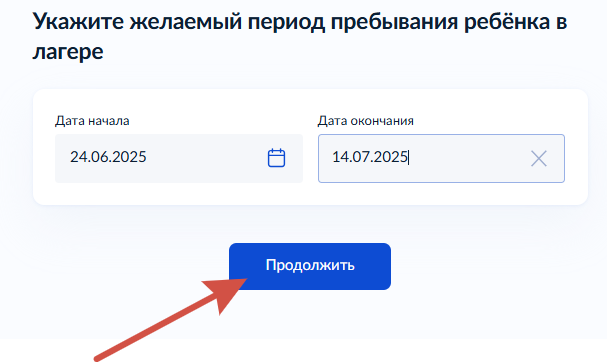 Укажите желаемый период пребывания ребёнка в
лагере
Дата начала
Дата окончания
24.06.2025
14.07.2025
Продолжить